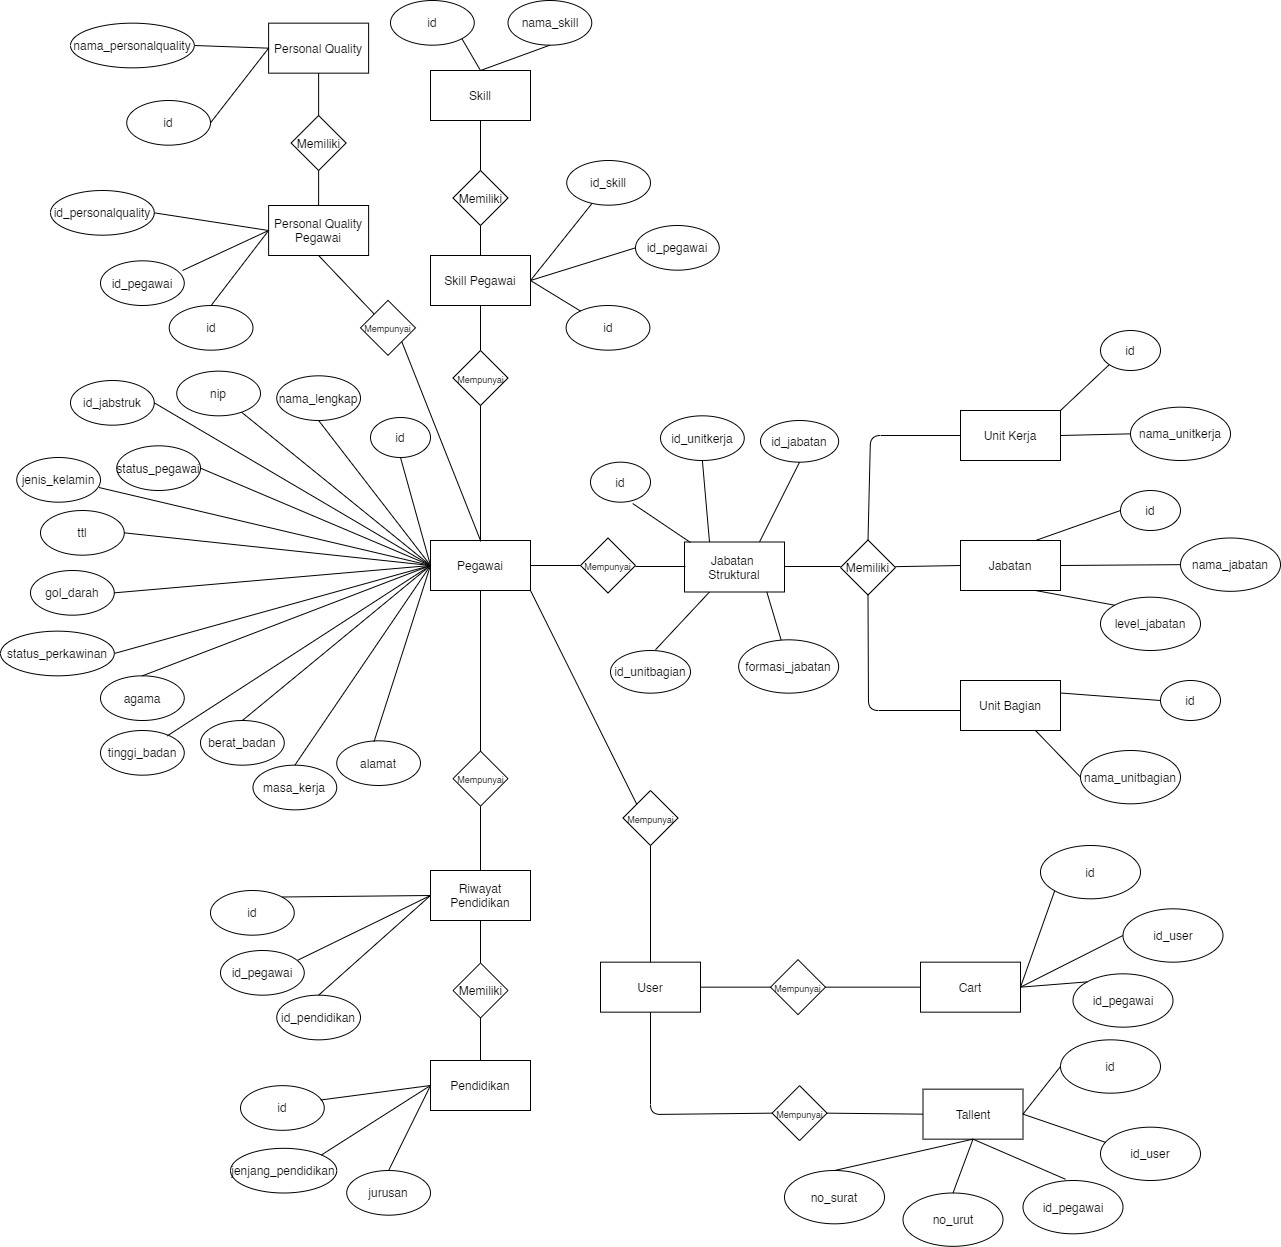 id
nama_skill
nama_personalquality
Personal Quality
Skill
id
Memiliki
id_skill
Memiliki
id_personalquality
Personal Quality
Pegawai
id_pegawai
id_pegawai
Skill Pegawai
id
id
Mempunyai
id
Mempunyai
nip
nama_lengkap
id_jabstruk
id
id_unitkerja
id_jabatan
Unit Kerja
nama_unitkerja
status_pegawai
jenis_kelamin
id
id
ttl
Pegawai
Mempunyai
Jabatan
Struktural
Memiliki
Jabatan
nama_jabatan
gol_darah
level_jabatan
status_perkawinan
id_unitbagian
formasi_jabatan
agama
Unit Bagian
id
tinggi_badan
berat_badan
alamat
masa_kerja
Mempunyai
nama_unitbagian
Mempunyai
id
Riwayat
Pendidikan
id
id_user
id_pegawai
Memiliki
User
Mempunyai
Cart
id_pegawai
id_pendidikan
id
Pendidikan
id
Mempunyai
Tallent
jenjang_pendidikan
id_user
jurusan
no_surat
no_urut
id_pegawai